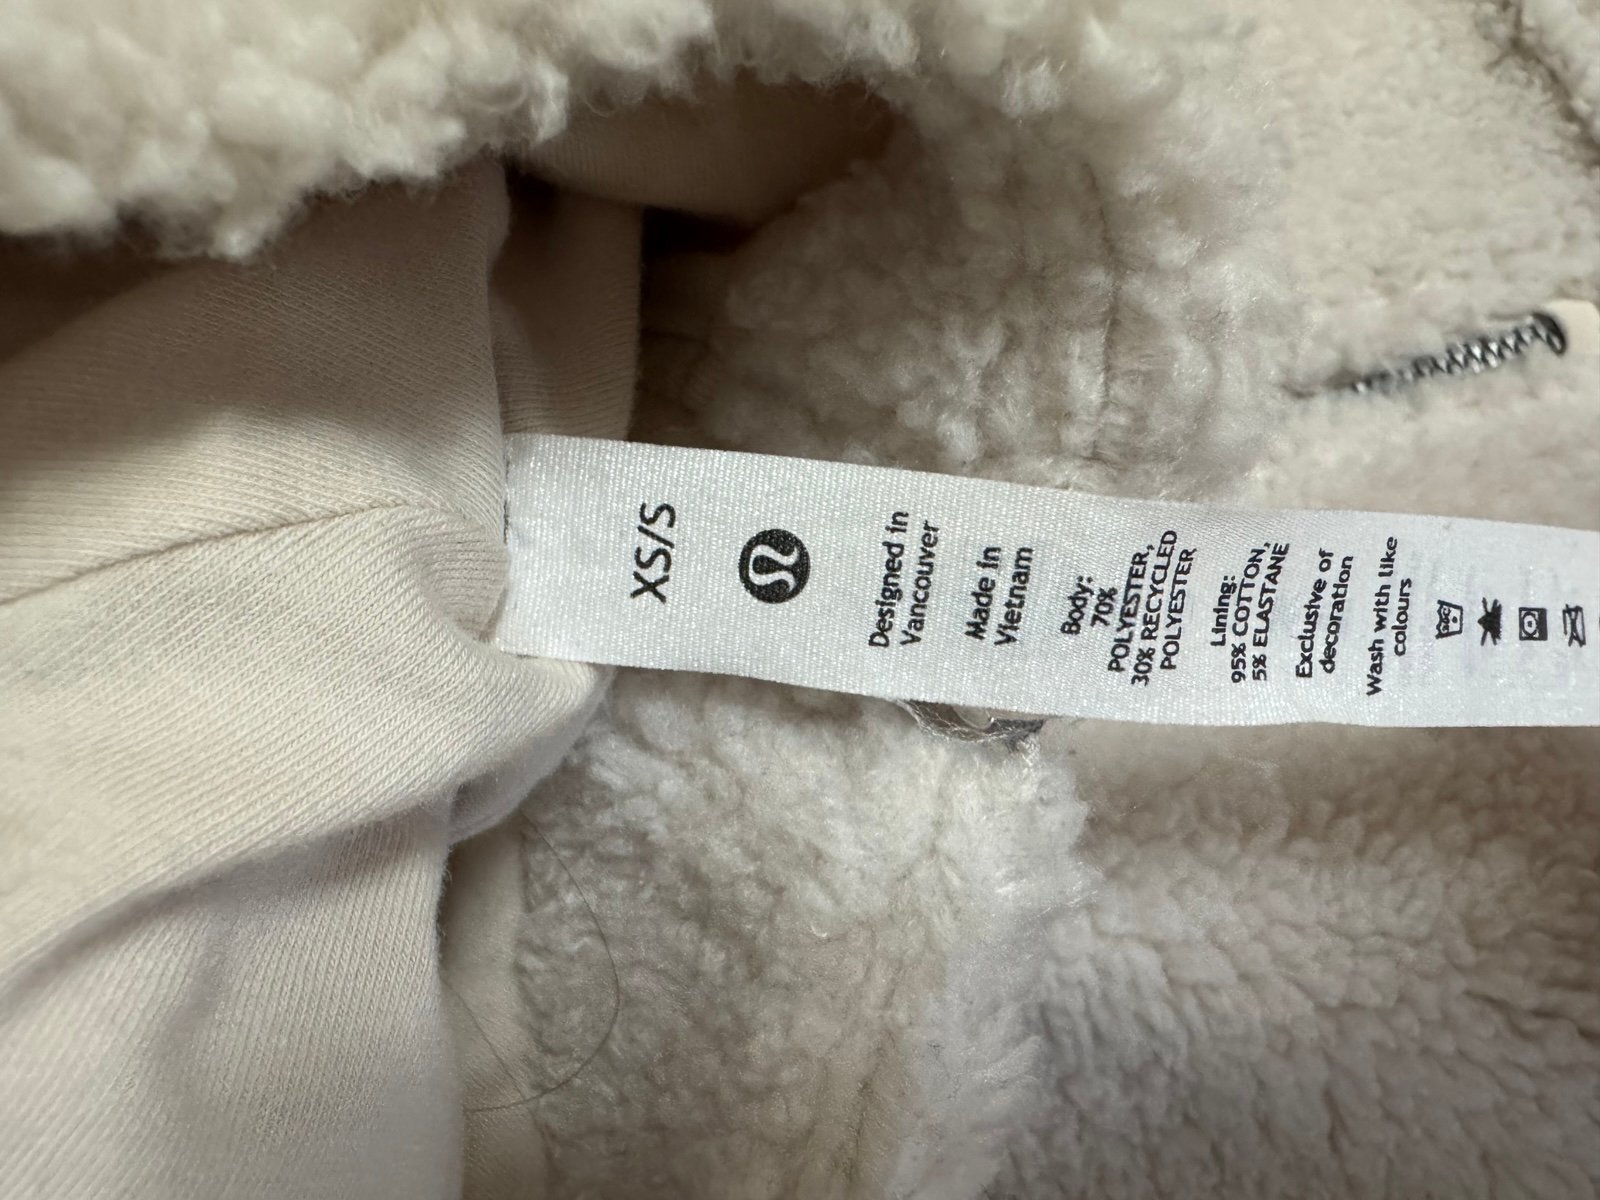 XS/S
Designed in
Vancouver
Made in
Vietnam
Body:
70%
POLYESTER,
30% RECYCLED
POLYESTER
Lining:
95% COTTON,
5% ELASTANE
Exclusive of
decoration
Wash with like
colours